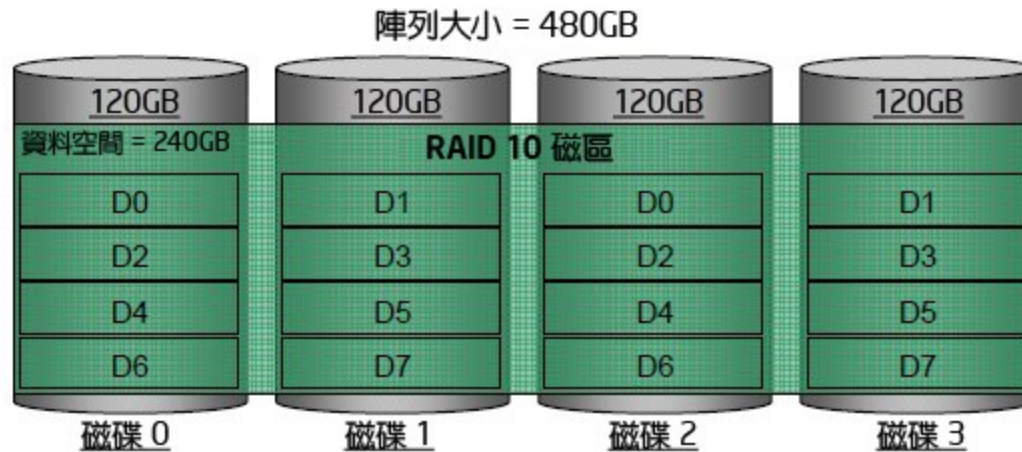 陣列大小 = 480GB
120GB 120GB 120GB 120GB
資料空間 = 240GB RAID 10 磁區
D0 D1 D0 D1
D2 D3 D2 D3
D4 D5 D4 D5
D6 D7 D6 D7
磁碟 0 磁碟 1 磁碟 2 磁碟 3